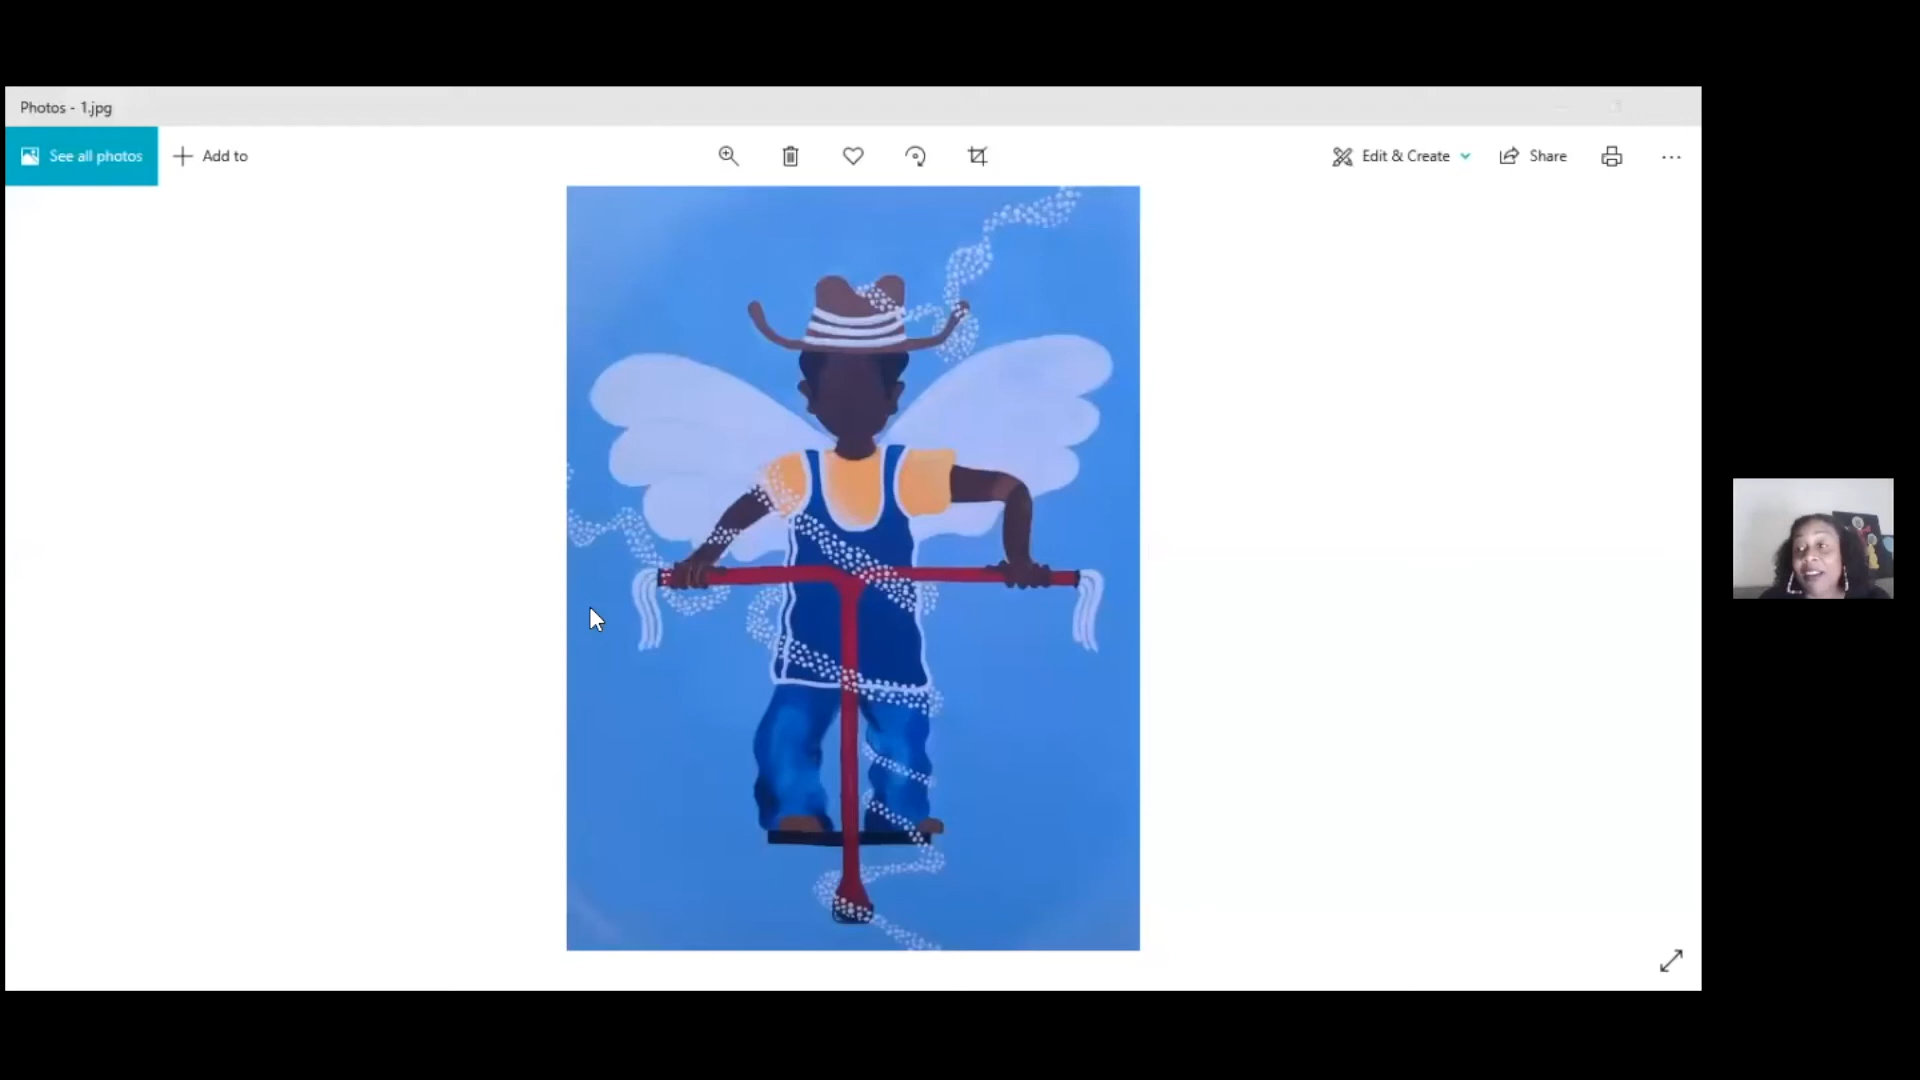 Photos - 1.jpg
See all photos
Add to
Edit & Create
Share